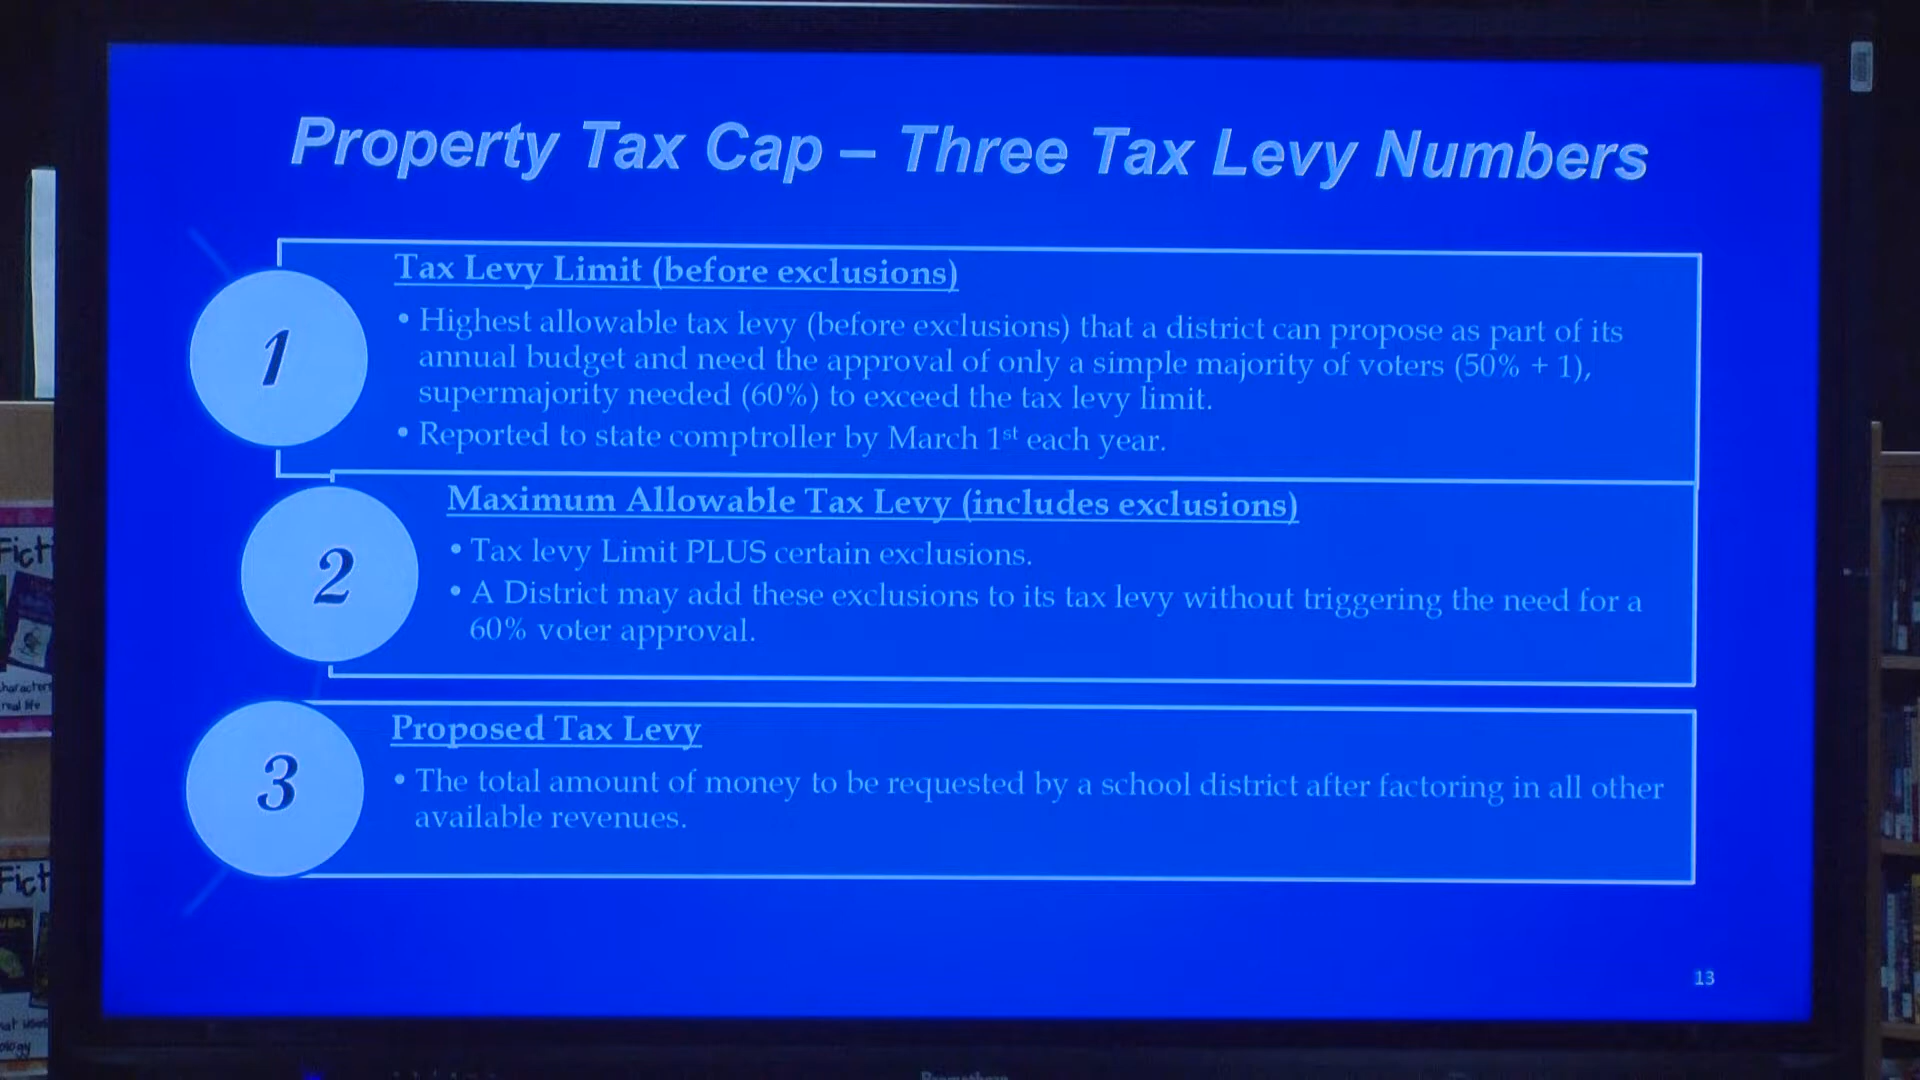 Property Tax Cap – Three Tax Levy Numbers
1
Tax Levy Limit (before exclusions)
• Highest allowable tax levy (before exclusions) that a district can propose as part of its
annual budget and need the approval of only a simple majority of voters (50% + 1),
supermajority needed (60%) to exceed the tax levy limit.
• Reported to state comptroller by March 1st each year.
2
Maximum Allowable Tax Levy (includes exclusions)
• Tax levy Limit PLUS certain exclusions.
• A District may add these exclusions to its tax levy without triggering the need for a
60% voter approval.
3
Proposed Tax Levy
• The total amount of money to be requested by a school district after factoring in all other
available revenues.
13
Fict
real life
Fict